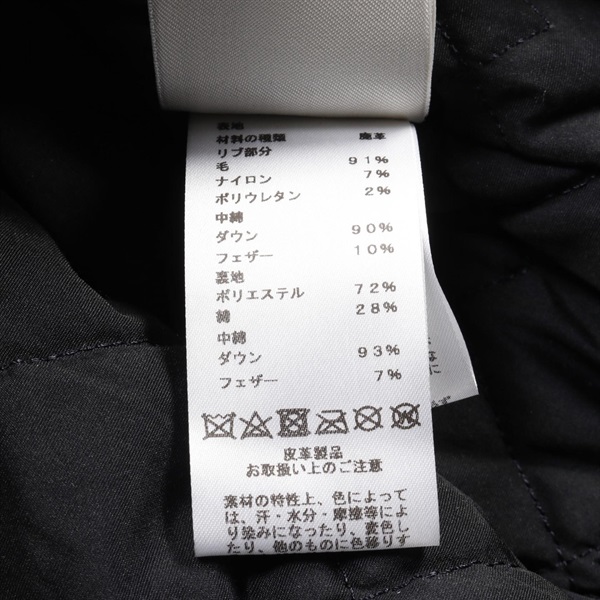 表地
材料の種類 鹿革
リブ部分
毛 91%
ナイロン 7%
ポリウレタン 2%
中綿
ダウン 90%
フェザー 10%
裏地
ポリエステル 72%
綿 28%
中綿
ダウン 93%
フェザー 7%
皮革製品
お取扱い上のご注意
素材の特性上、色によって
は、汗・水分・摩擦等によ
り染みになったり、変色し
たり、他のものに色移りす